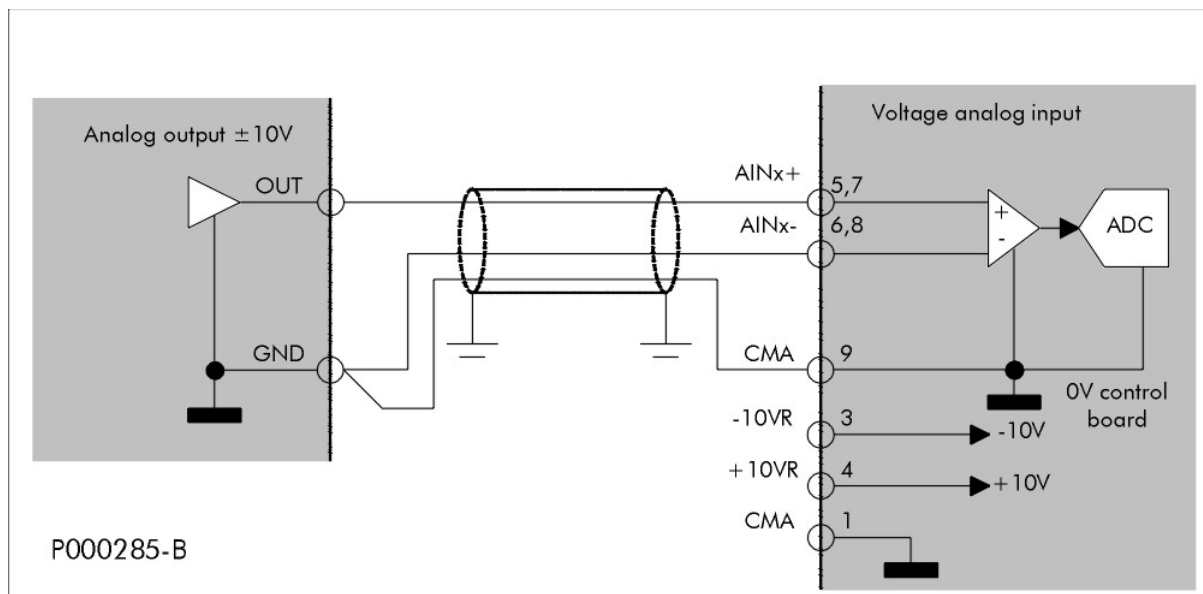 Analog output ±10V
OUT
GND
AINx+
AINx-
CMA
-10VR
+10VR
CMA
Voltage analog input
5,7
6,8
9
3
4
1
+
-
ADC
0V control
board
-10V
+10V
P000285-B